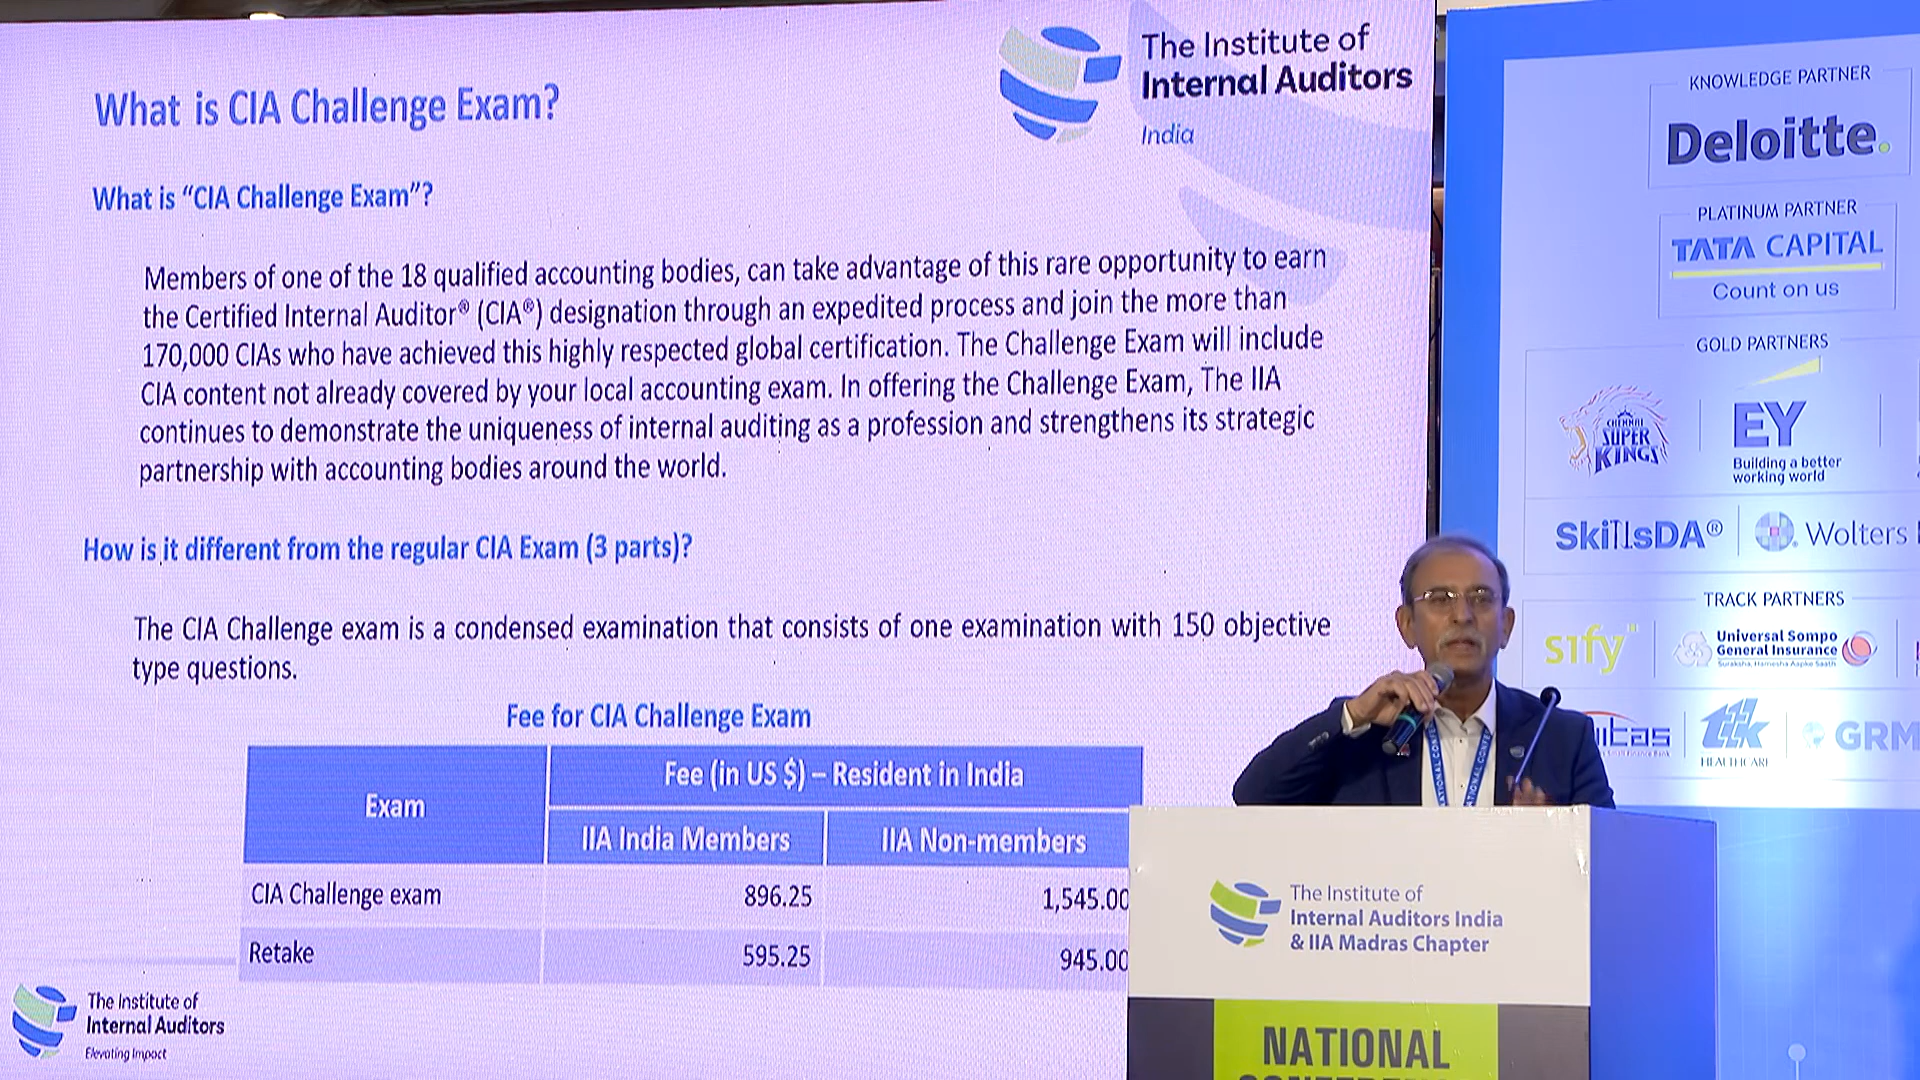 What is CIA Challenge Exam?
The Institute of
Internal Auditors
India
What is “CIA Challenge Exam”?
Members of one of the 18 qualified accounting bodies, can take advantage of this rare opportunity to earn
the Certified Internal Auditor® (CIA®) designation through an expedited process and join the more than
170,000 CIAs who have achieved this highly respected global certification. The Challenge Exam will include
CIA content not already covered by your local accounting exam. In offering the Challenge Exam, The IIA
continues to demonstrate the uniqueness of internal auditing as a profession and strengthens its strategic
partnership with accounting bodies around the world.
How is it different from the regular CIA Exam (3 parts)?
The CIA Challenge exam is a condensed examination that consists of one examination with 150 objective
type questions.
Fee for CIA Challenge Exam
Exam
Fee (in US $) – Resident in India
IIA India Members
IIA Non-members
CIA Challenge exam
896.25
1,545.00
Retake
595.25
945.00
The Institute of
Internal Auditors
Elevating Impact
KNOWLEDGE PARTNER
Deloitte.
PLATINUM PARTNER
TATA CAPITAL
Count on us
GOLD PARTNERS
CHENNAI
SUPER
KINGS
EY
Building a better
working world
SkillsDA®
Wolters
TRACK PARTNERS
sify
Universal Sompo
General Insurance
Suraksha, Hamesha Aapke Saath
ttk
HEALTHCARE
GRM
The Institute of
Internal Auditors India
& IIA Madras Chapter
NATIONAL